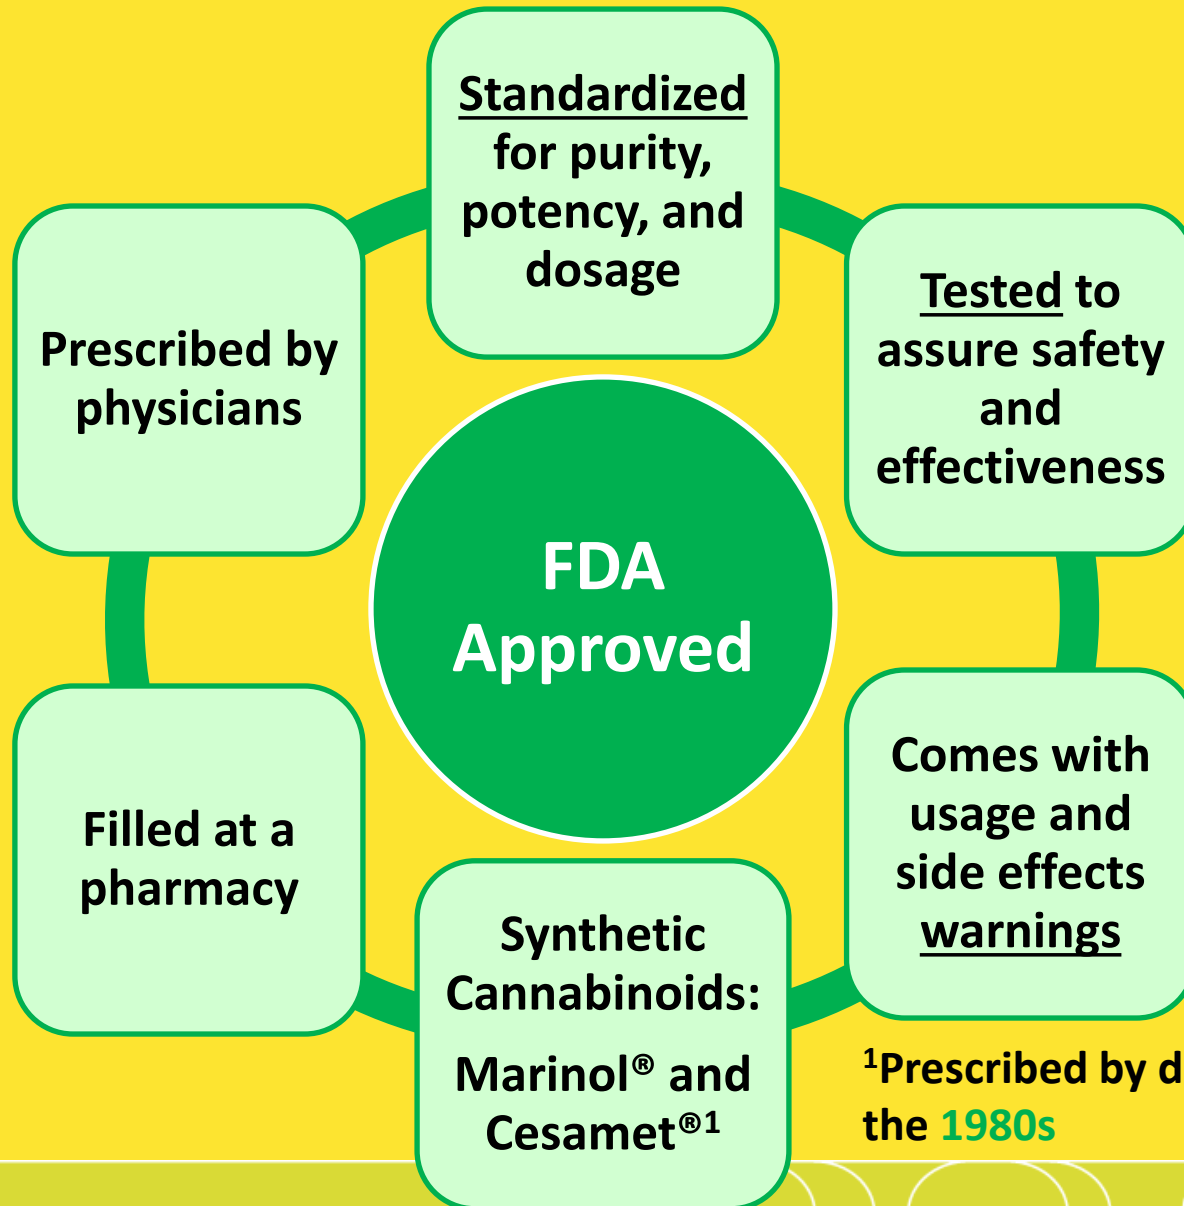 Standardized
for purity,
potency, and
dosage
Tested to
assure safety
and
effectiveness
Comes with
usage and
side effects
warnings
Synthetic
Cannabinoids:
Marinol® and
Cesamet®¹
Filled at a
pharmacy
Prescribed by
physicians
FDA
Approved
¹Prescribed by
the 1980s